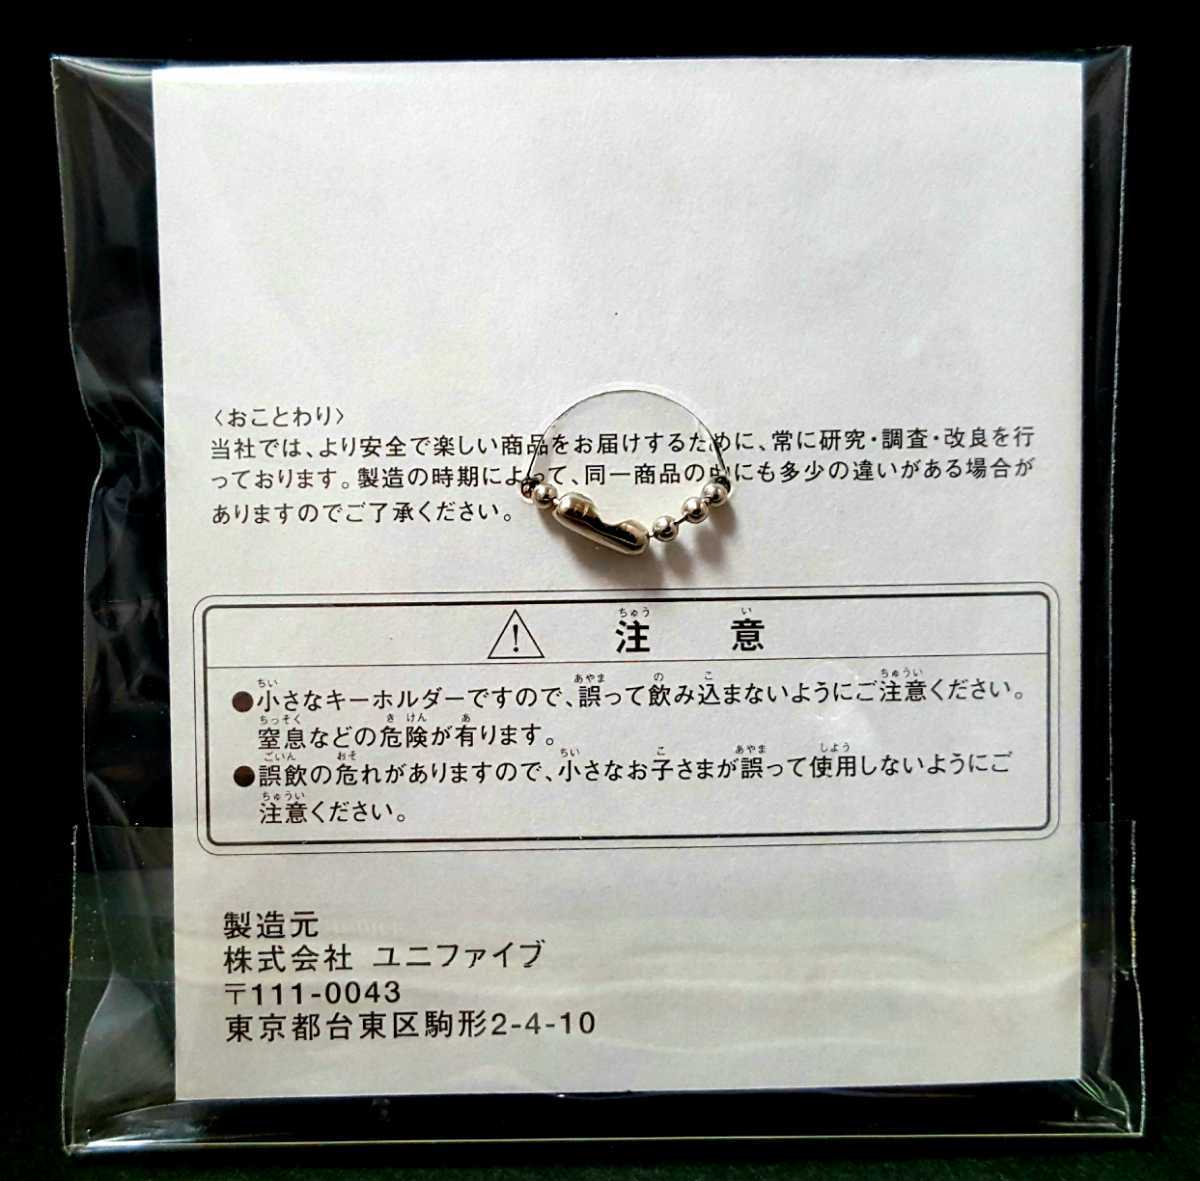 〈おことわり〉
当社では、より安全で楽しい商品をお届けするために、常に研究・調査・改良を行
っております。製造の時期によって、同一商品の中にも多少の違いがある場合が
ありますのでご了承ください。
注意
●小さなキーホルダーですので、誤って飲み込まないようにご注意ください。
窒息などの危険が有ります。
●誤飲の危れがありますので、小さなお子さまが誤って使用しないようにご
注意ください。
製造元
株式会社 ユニファイブ
〒111-0043
東京都台東区駒形2-4-10